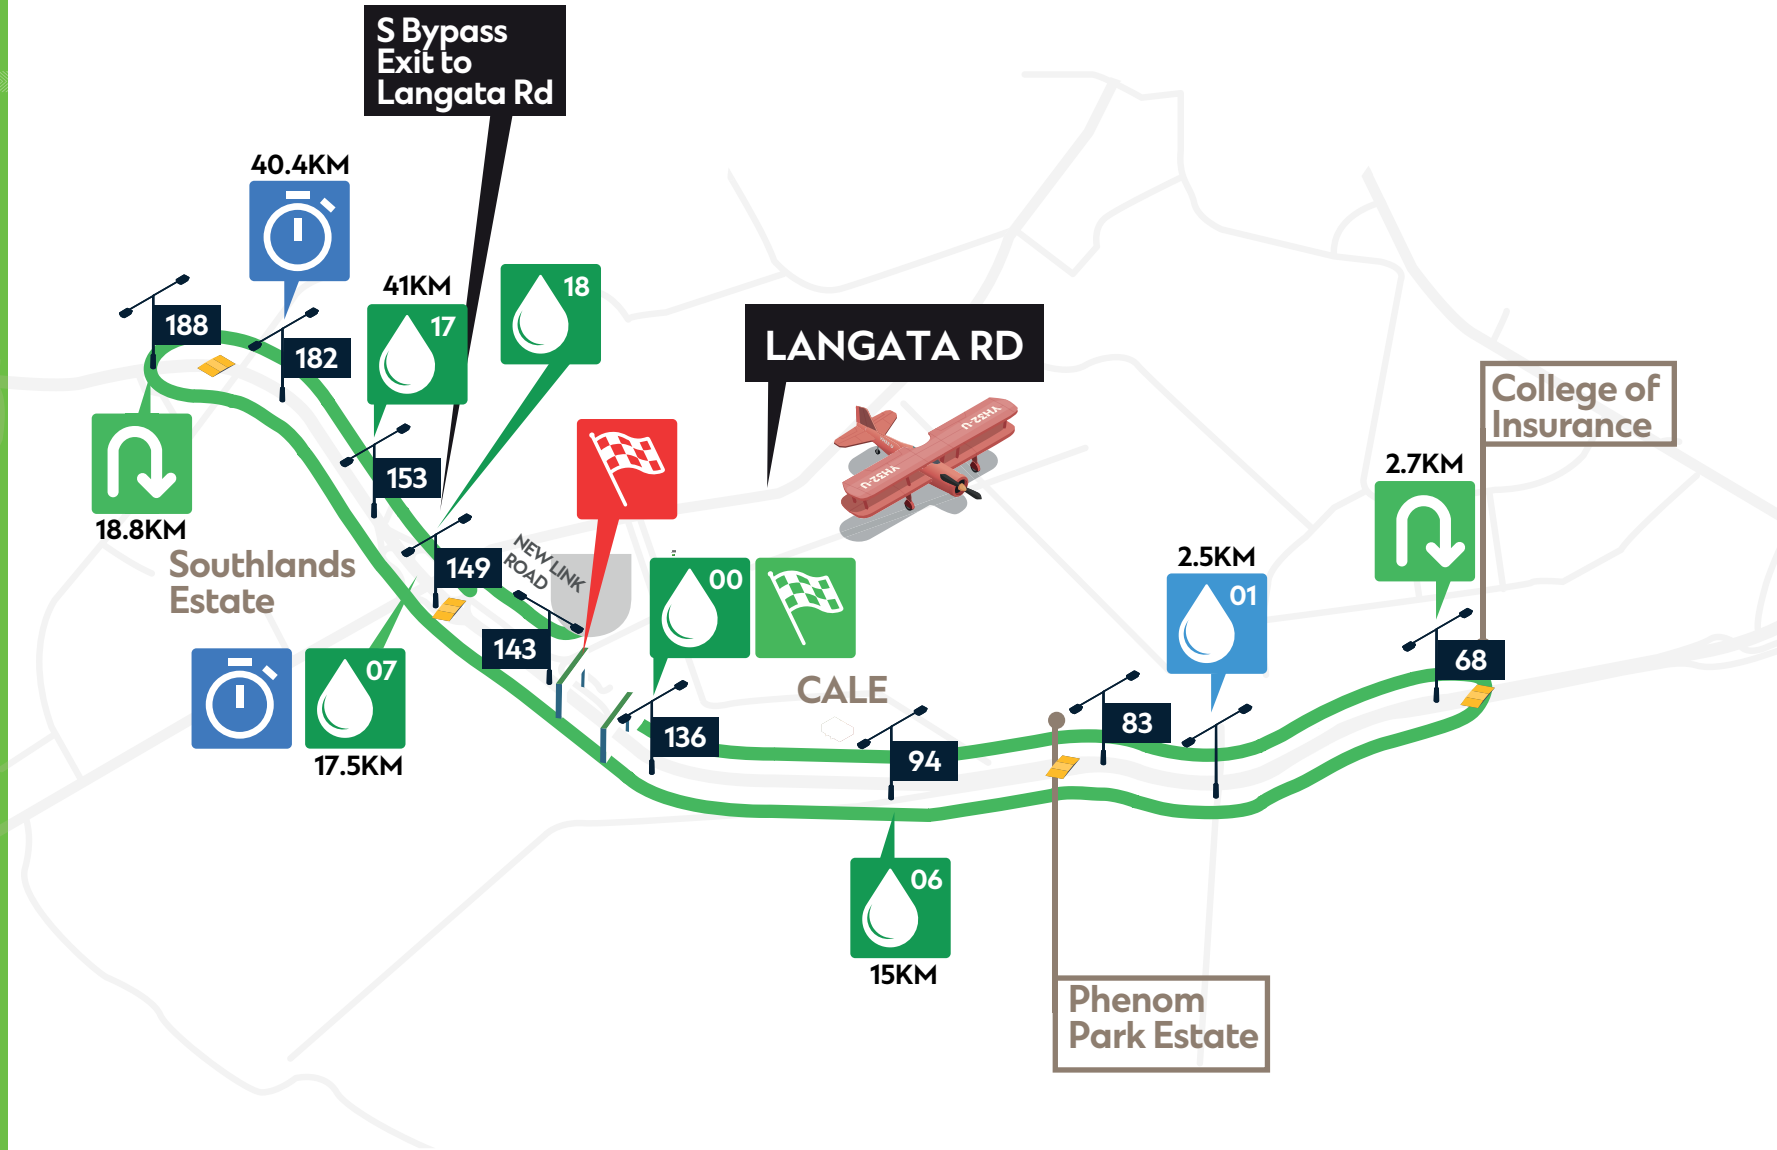 S Bypass
Exit to
Langata Rd
40.4KM
41KM
17
18
188
182
LANGATA RD
YH32-U
YH32-U
College of
Insurance
153
2.7KM
18.8KM
Southlands
Estate
NEW LINK
ROAD
149
2.5KM
00
01
143
68
07
CALE
136
83
94
17.5KM
06
15KM
Phenom
Park Estate